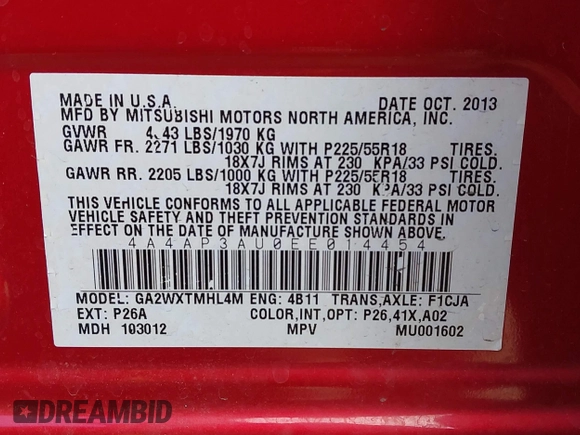 MADE IN U.S.A. DATE OCT. 2013
MFD BY MITSUBISHI MOTORS NORTH AMERICA, INC.
GVWR 4,43 LBS/1970 KG
GAWR FR. 2271 LBS/1030 KG WITH P225/55R18 TIRES.
18X7J RIMS AT 230 KPA/33 PSI COLD.
GAWR RR. 2205 LBS/1000 KG WITH P225/55R18 TIRES.
18X7J RIMS AT 230 KPA/33 PSI COLD.
THIS VEHICLE CONFORMS TO ALL APPLICABLE FEDERAL MOTOR
VEHICLE SAFETY AND THEFT PREVENTION STANDARDS IN
EFFECT ON THE DATE OF MANUFACTURE SHOWN ABOVE.
4A4AP3AU0EE014454
MODEL: GA2WXTMHL4M ENG: 4B11 TRANS,AXLE: F1CJA
EXT: P26A COLOR,INT,OPT: P26,41X,A02
MDH 103012 MPV MU001602
DREAMBID